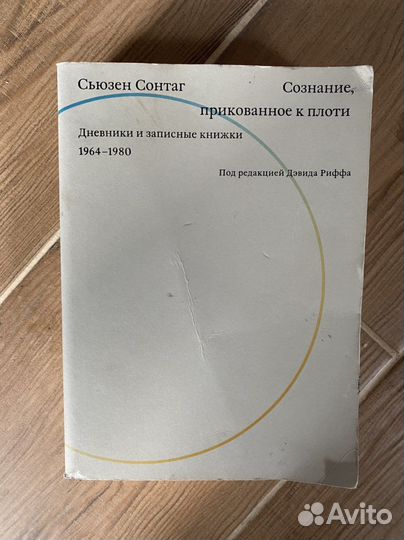 Сьюзен Сонтаг
Сознание,
прикованное к плоти
Дневники и записные книжки
1964–1980
Под редакцией Дэвида Риффа
Avito